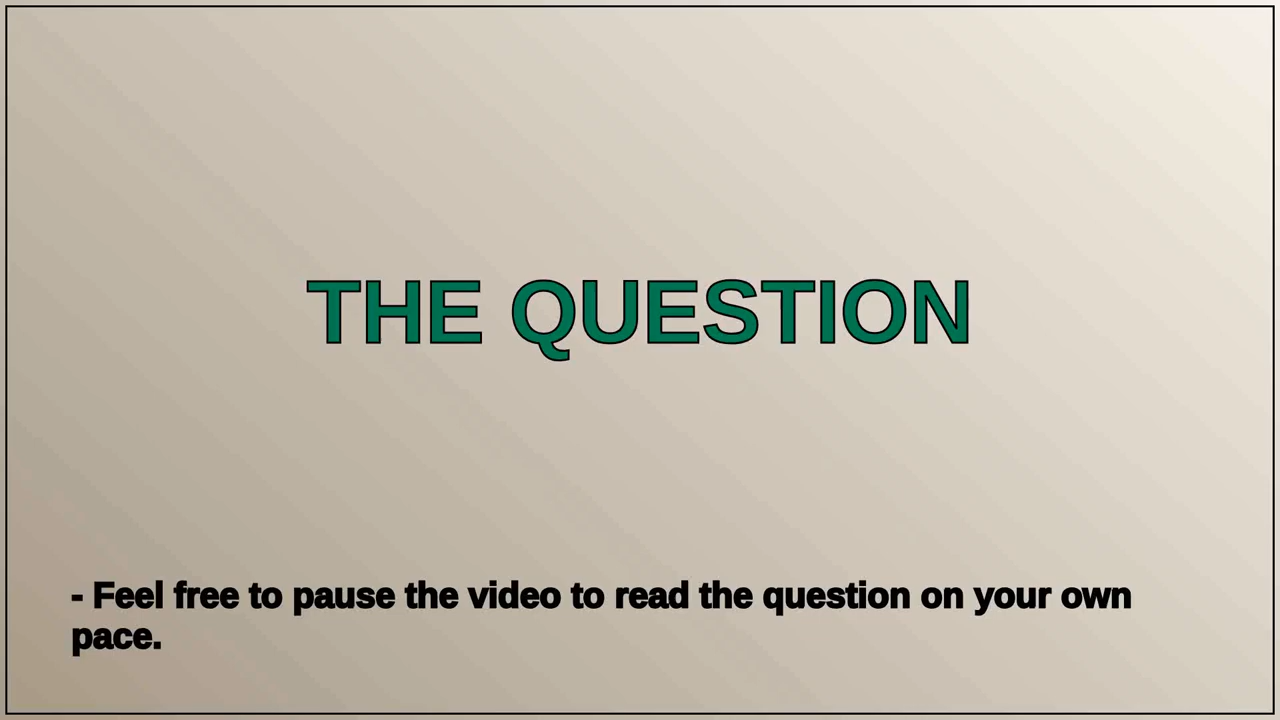 THE QUESTION
- Feel free to pause the video to read the question on your own
pace.